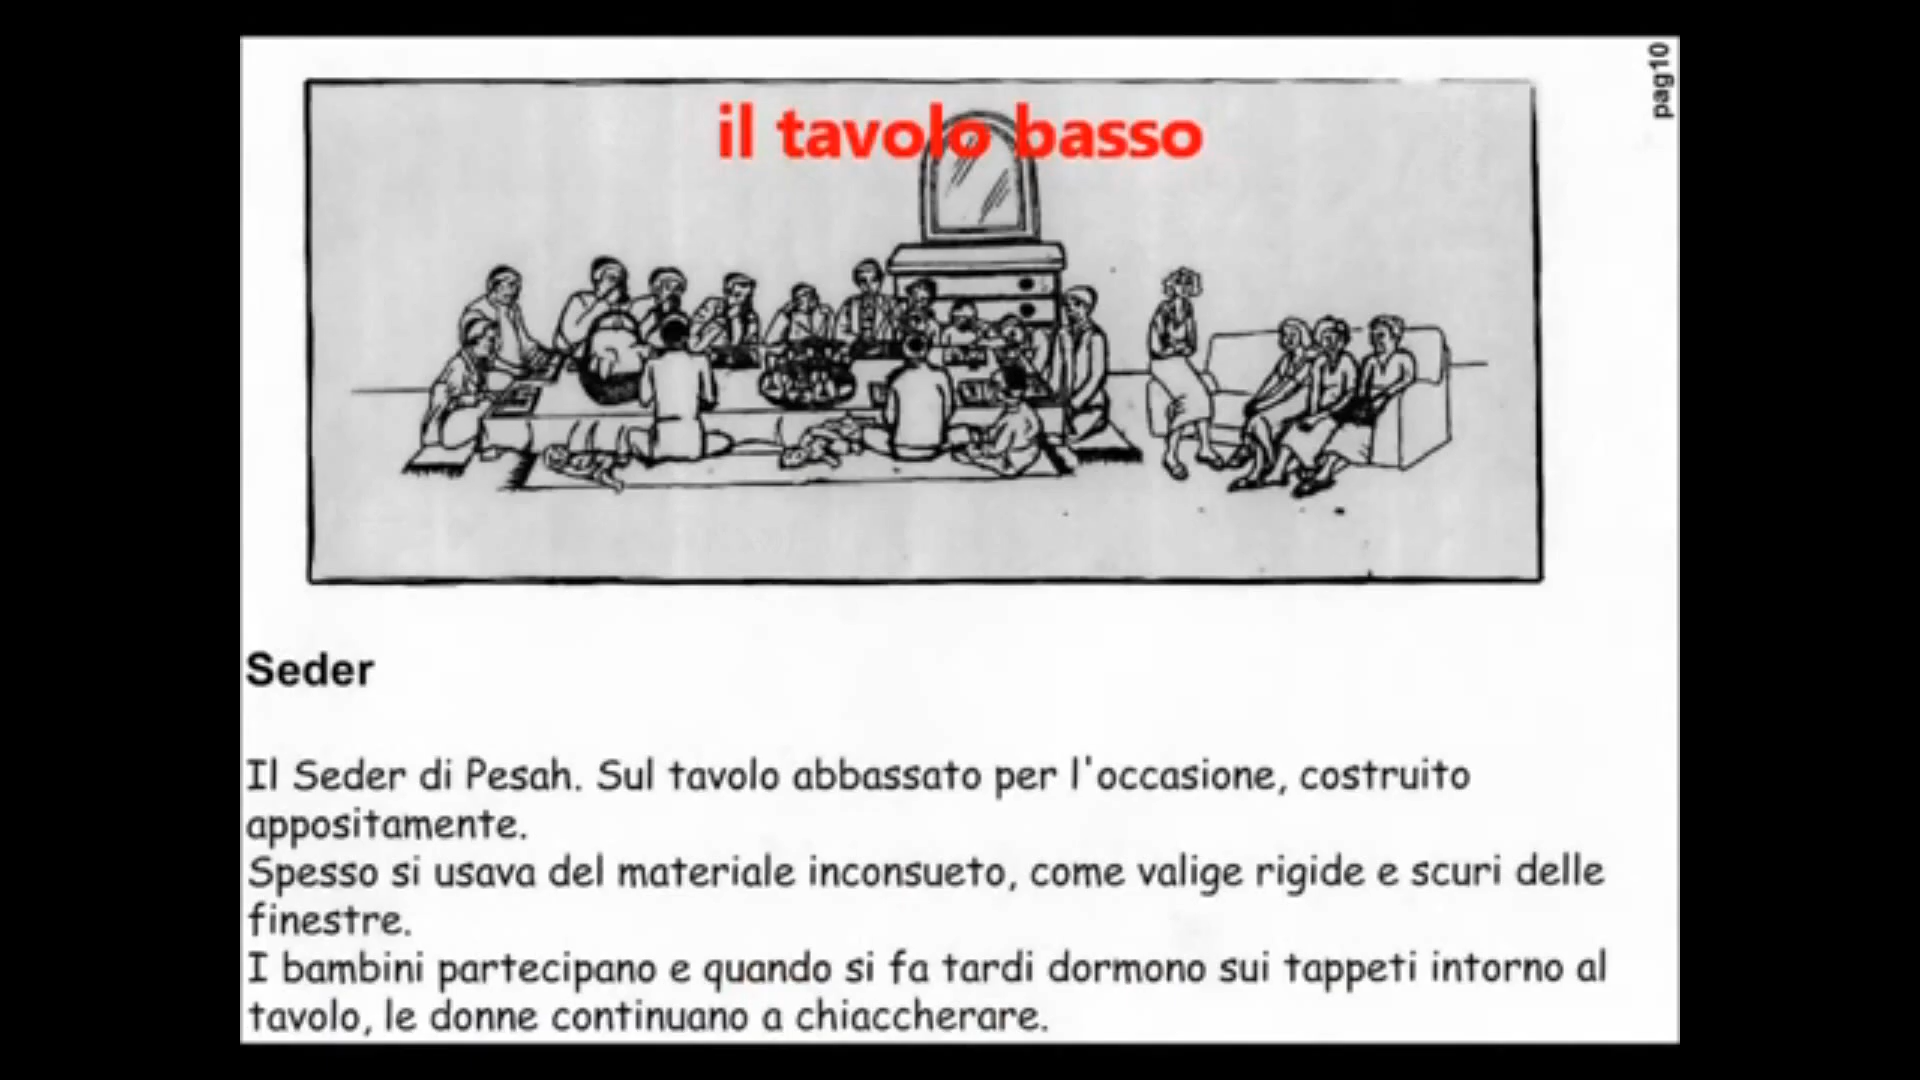 pag10
il tavolo basso
Seder
Il Seder di Pesah. Sul tavolo abbassato per l'occasione, costruito
appositamente.
Spesso si usava del materiale inconsueto, come valige rigide e scuri delle
finestre.
I bambini partecipano e quando si fa tardi dormono sui tappeti intorno al
tavolo, le donne continuano a chiaccherare.